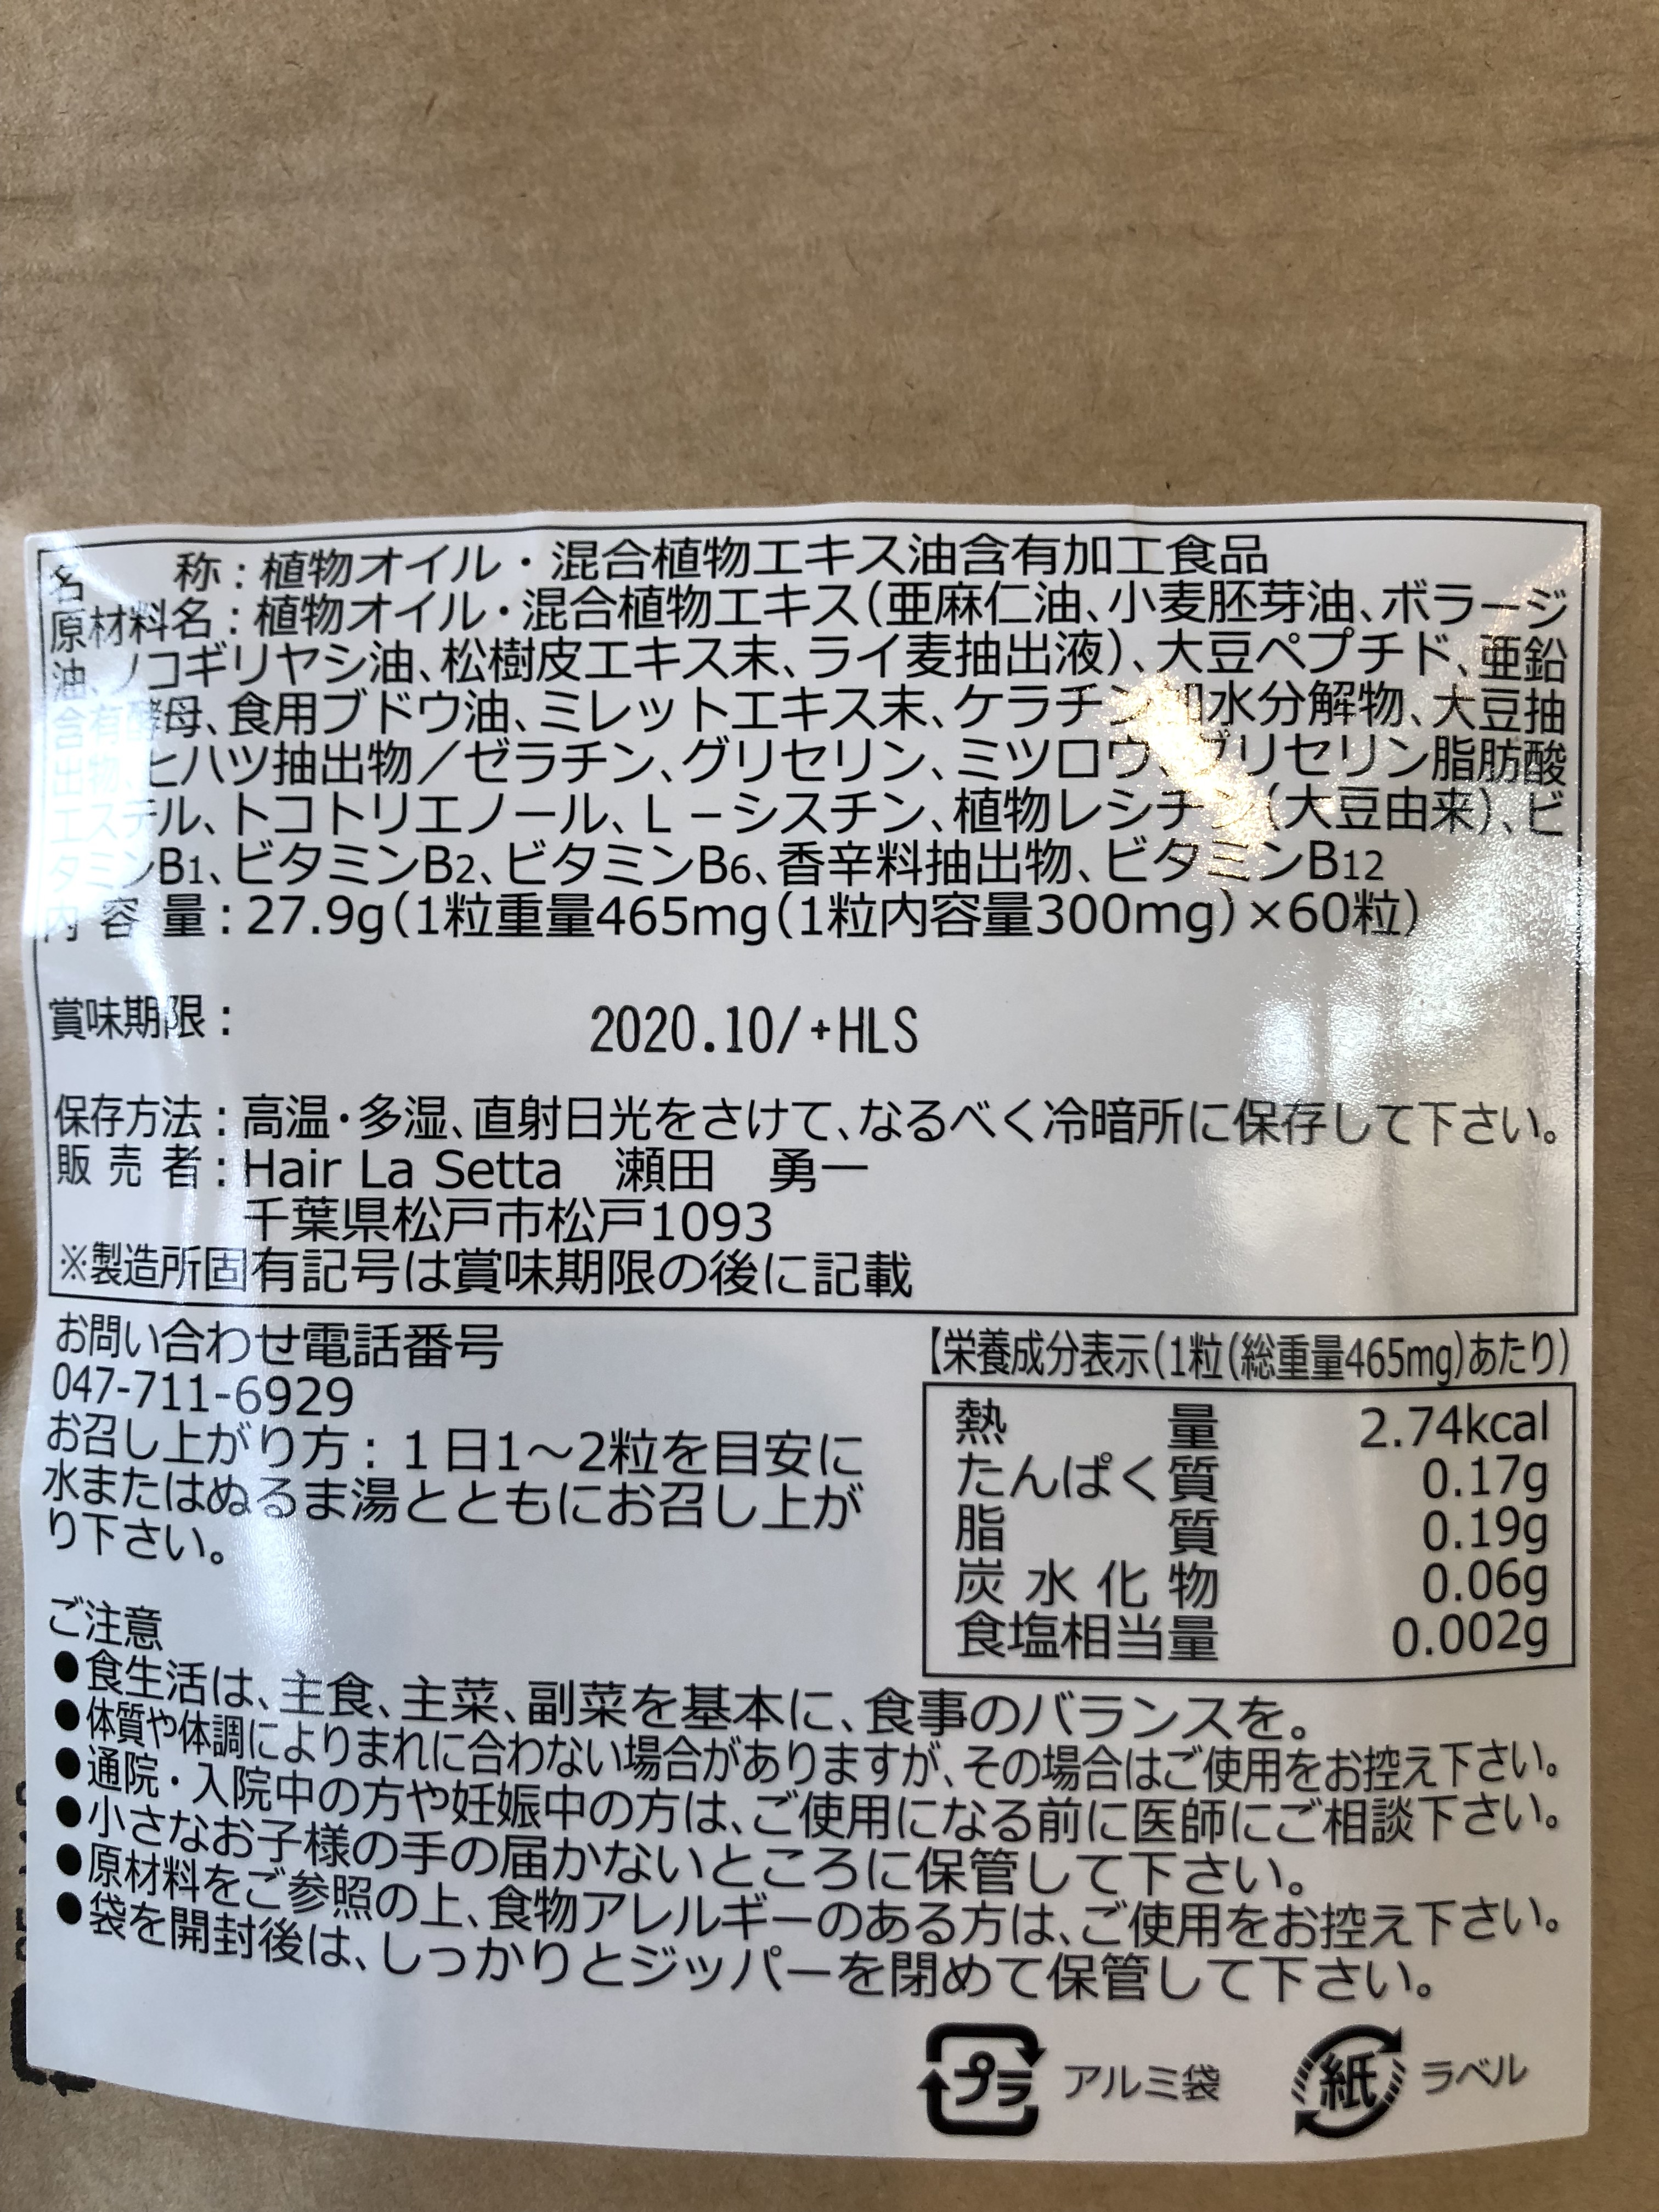 名 称：植物オイル・混合植物エキス油含有加工食品
原材料名：植物オイル・混合植物エキス（亜麻仁油、小麦胚芽油、ボラージ
油、ノコギリヤシ油、松樹皮エキス末、ライ麦抽出液）、大豆ペプチド、亜鉛
含有酵母、食用ブドウ油、ミレットエキス末、ケラチン加水分解物、大豆抽
出物、ヒハツ抽出物／ゼラチン、グリセリン、ミツロウ、グリセリン脂肪酸
エステル、トコトリエノール、L－シスチン、植物レシチン（大豆由来）、ビ
タミンB1、ビタミンB2、ビタミンB6、香辛料抽出物、ビタミンB12
内容量：27.9g（1粒重量465mg（1粒内容量300mg）×60粒）
賞味期限： 2020.10/+HLS
保存方法：高温・多湿、直射日光をさけて、なるべく冷暗所に保存して下さい。
販売者：Hair La Setta 瀬田 勇一
千葉県松戸市松戸1093
※製造所固有記号は賞味期限の後に記載
お問い合わせ電話番号
047-711-6929
お召し上がり方：1日1～2粒を目安に
水またはぬるま湯とともにお召し上が
り下さい。
【栄養成分表示（1粒（総重量465mg）あたり）
熱量 2.74kcal
たんぱく質 0.17g
脂質 0.19g
炭水化物 0.06g
食塩相当量 0.002g
ご注意
●食生活は、主食、主菜、副菜を基本に、食事のバランスを。
●体質や体調によりまれに合わない場合がありますが、その場合はご使用をお控え下さい。
●通院・入院中の方や妊娠中の方は、ご使用になる前に医師にご相談下さい。
●小さなお子様の手の届かないところに保管して下さい。
●原材料をご参照の上、食物アレルギーのある方は、ご使用をお控え下さい。
●袋を開封後は、しっかりとジッパーを閉めて保管して下さい。
プラ アルミ袋 紙 ラベル